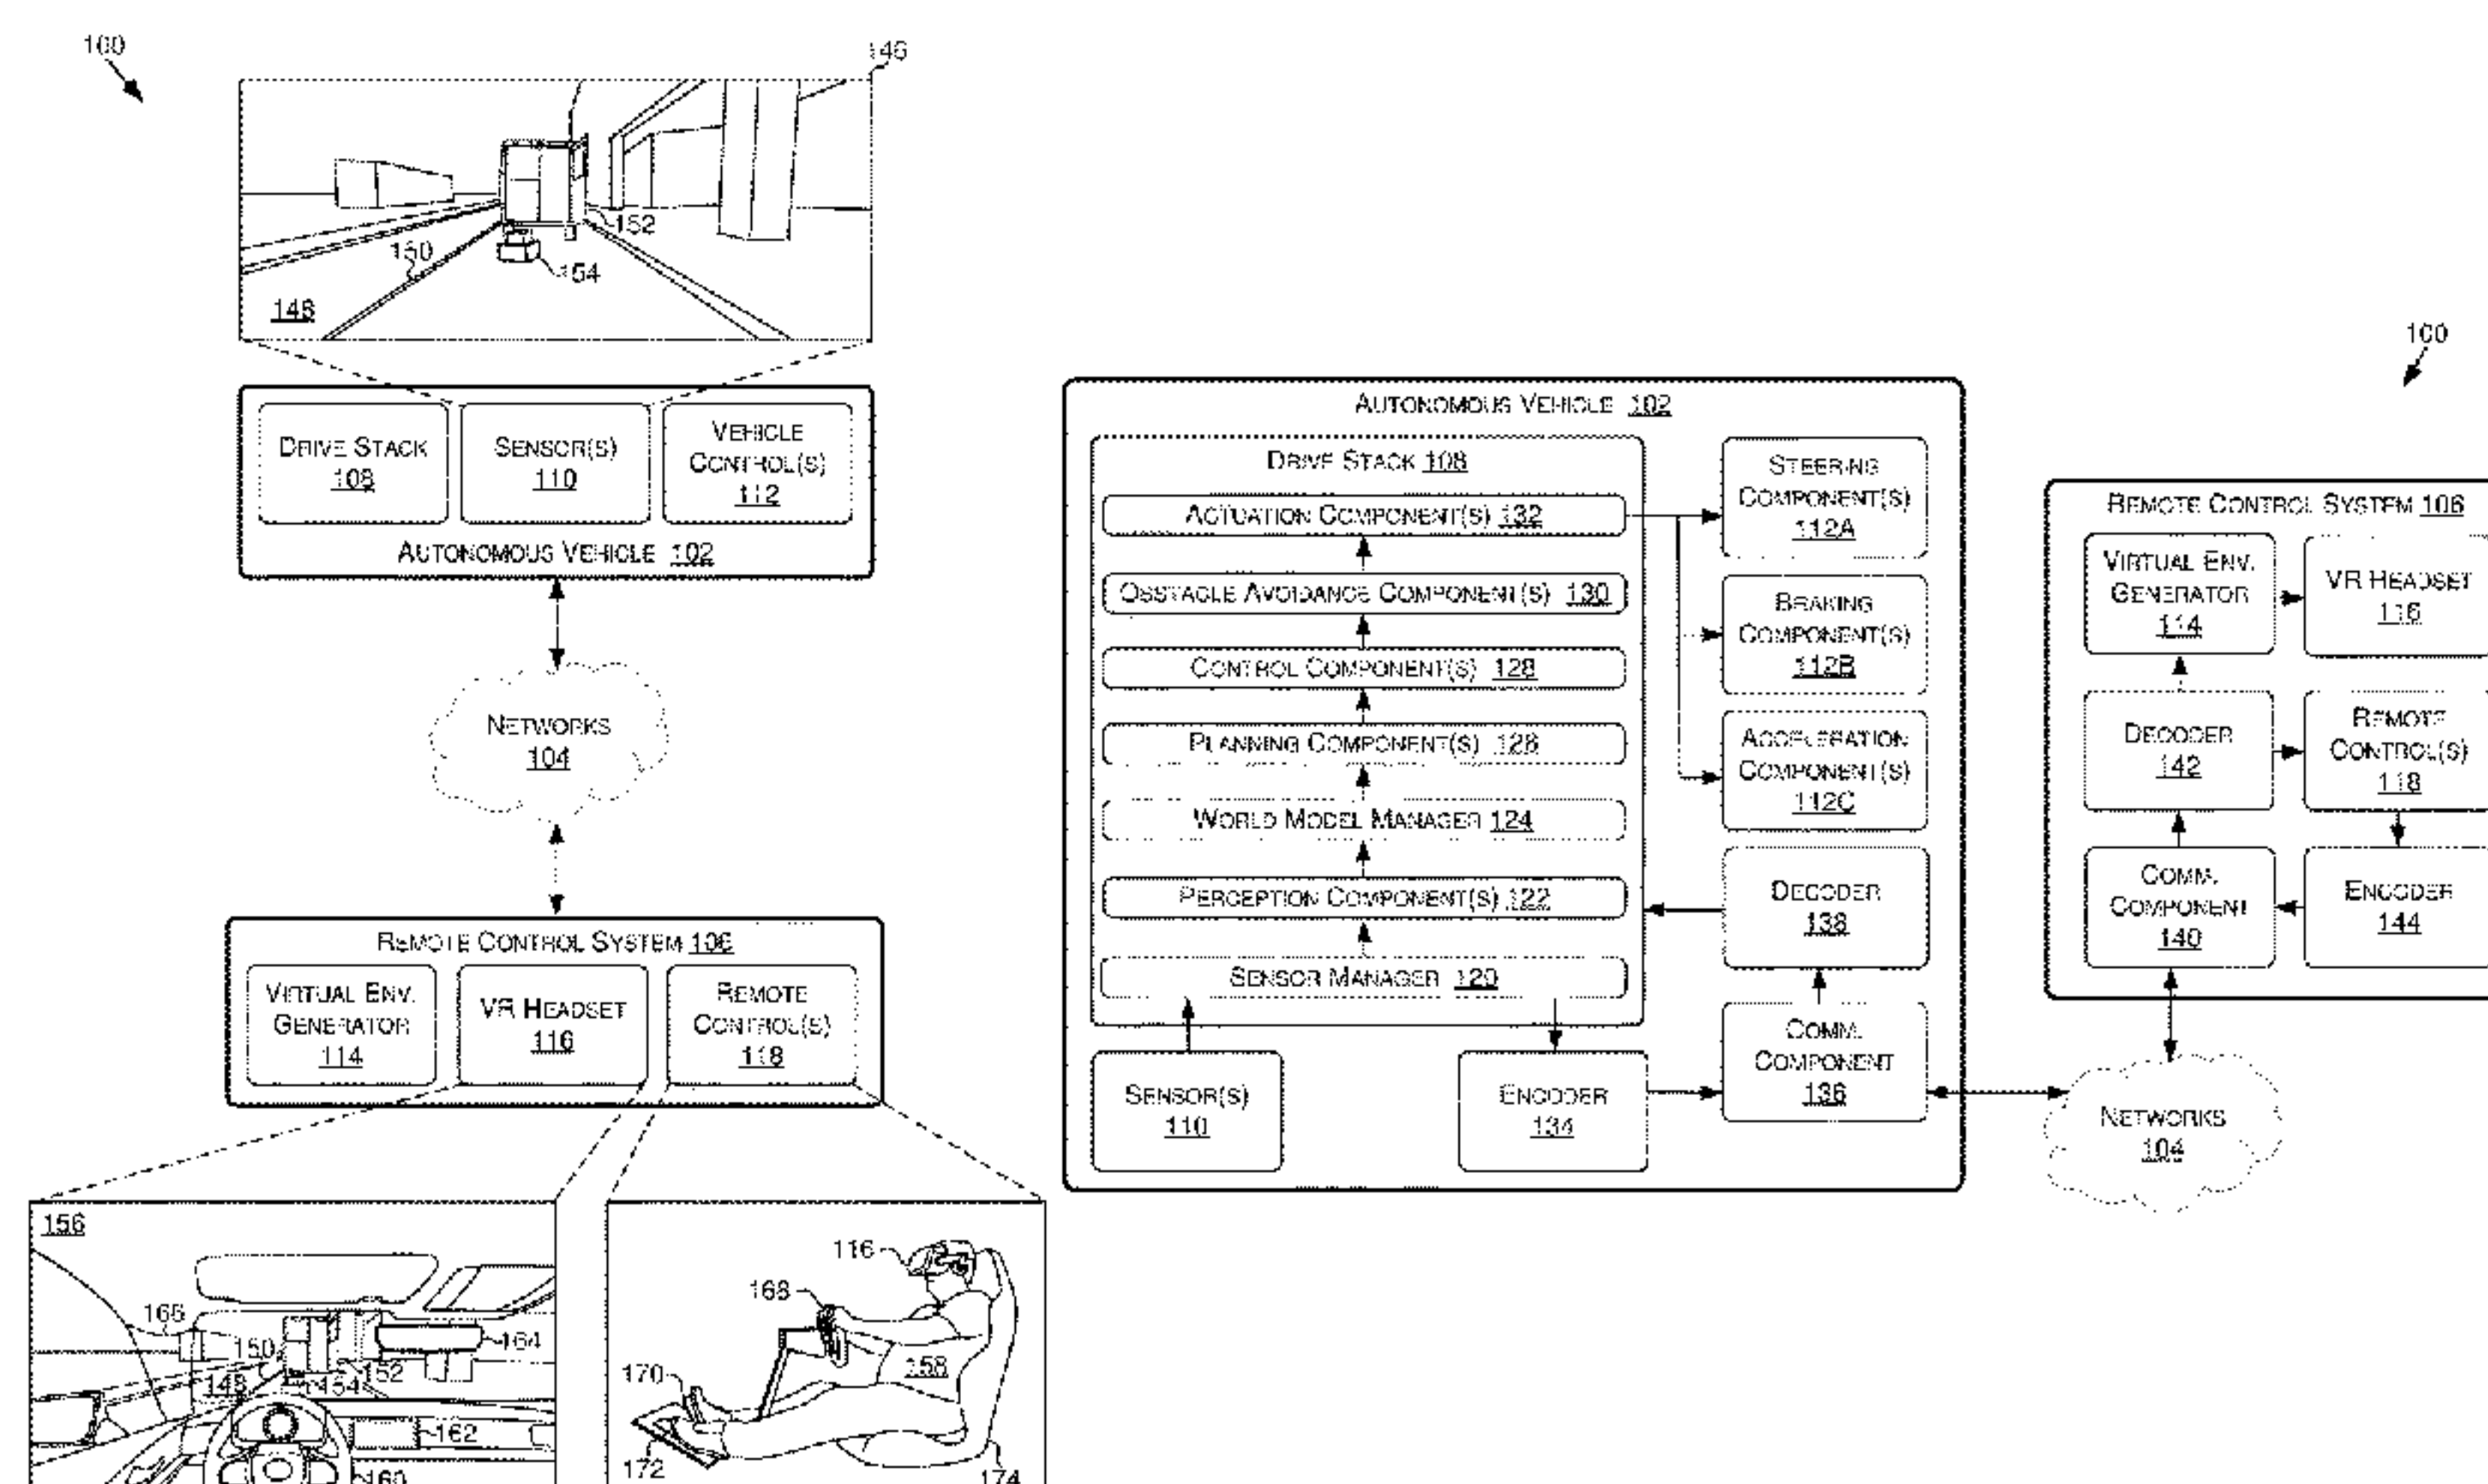 100
146
152
150
154
148
DRIVE STACK
108
SENSOR(S)
110
VEHICLE
CONTROL(S)
112
AUTONOMOUS VEHICLE 102
NETWORKS
104
REMOTE CONTROL SYSTEM 106
VIRTUAL ENV.
GENERATOR
114
VR HEADSET
116
REMOTE
CONTROL(S)
118
156
166
150
164
152
148
154
162
160
116
168
158
170
172
174
100
AUTONOMOUS VEHICLE 102
DRIVE STACK 108
ACTUATION COMPONENT(S) 132
OBSTACLE AVOIDANCE COMPONENT(S) 130
CONTROL COMPONENT(S) 128
PLANNING COMPONENT(S) 126
WORLD MODEL MANAGER 124
PERCEPTION COMPONENT(S) 122
SENSOR MANAGER 120
STEERING
COMPONENT(S)
112A
BRAKING
COMPONENT(S)
112B
ACCELERATION
COMPONENT(S)
112C
DECODER
138
COMM.
COMPONENT
136
SENSOR(S)
110
ENCODER
134
REMOTE CONTROL SYSTEM 106
VIRTUAL ENV.
GENERATOR
114
VR HEADSET
116
DECODER
142
REMOTE
CONTROL(S)
118
COMM.
COMPONENT
140
ENCODER
144
NETWORKS
104